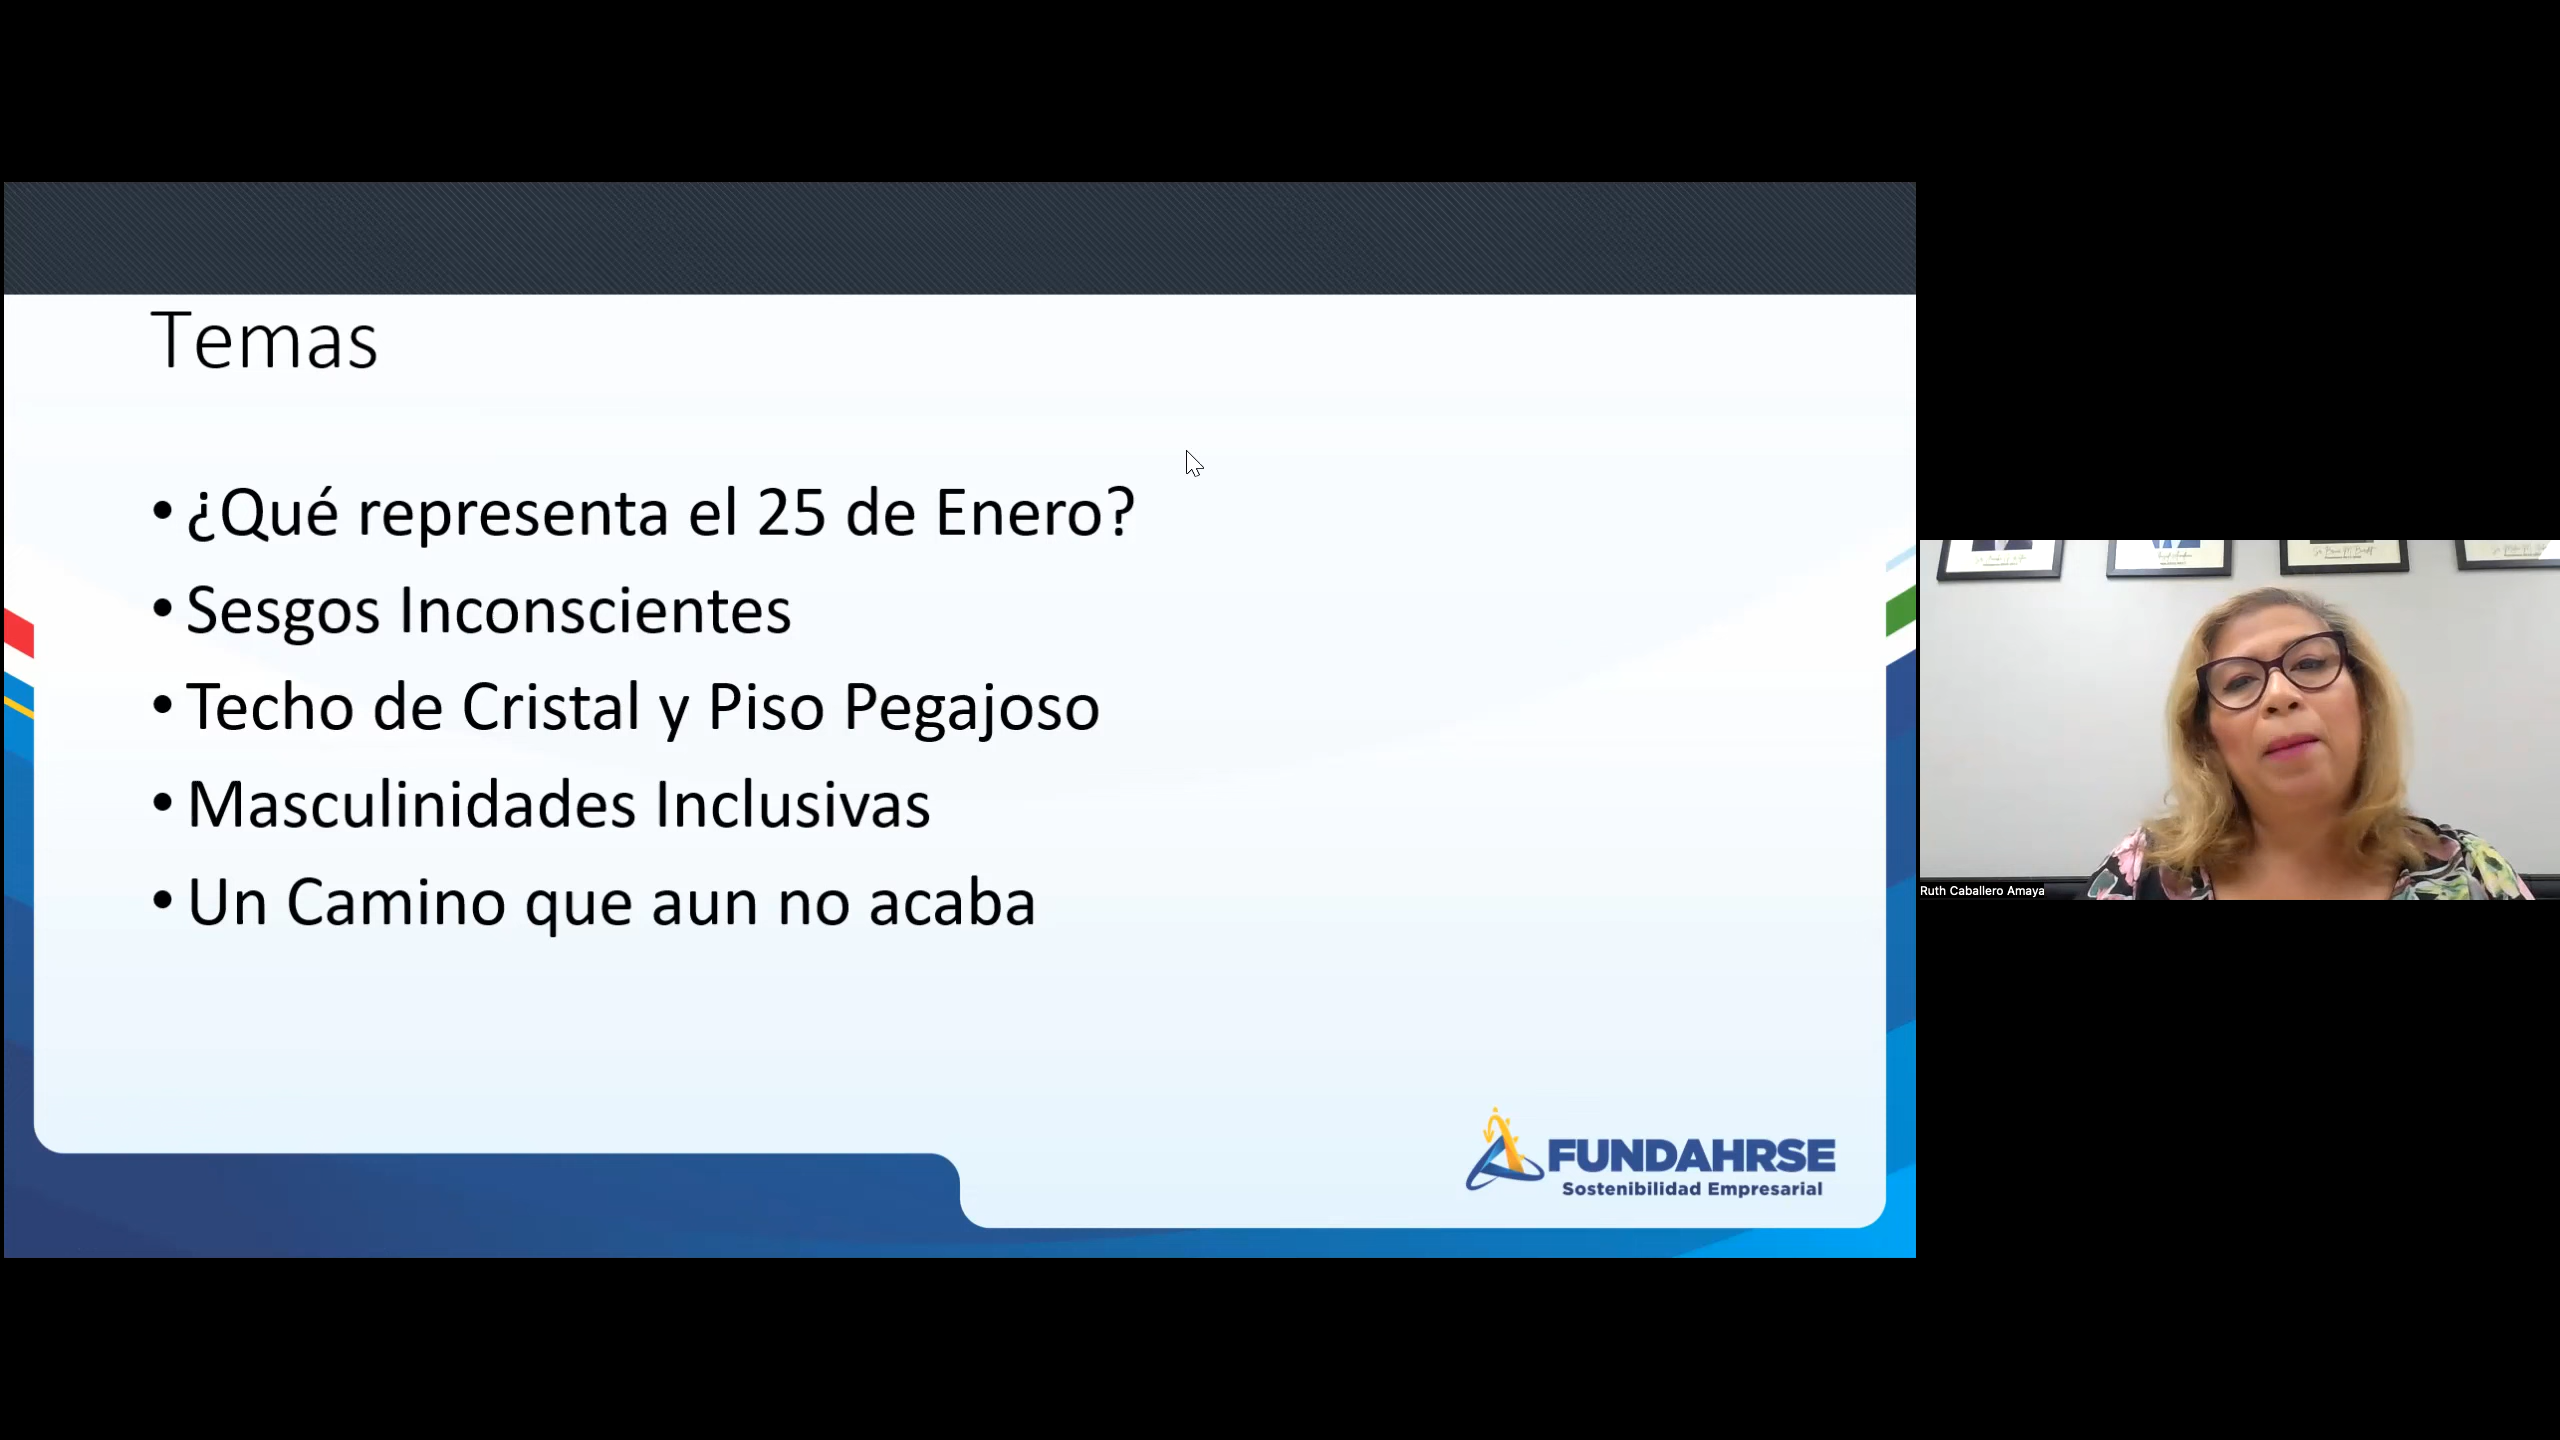 Temas
• ¿Qué representa el 25 de Enero?
• Sesgos Inconscientes
• Techo de Cristal y Piso Pegajoso
• Masculinidades Inclusivas
• Un Camino que aun no acaba
FUNDAHRSE
Sostenibilidad Empresarial
Ruth Caballero Amaya